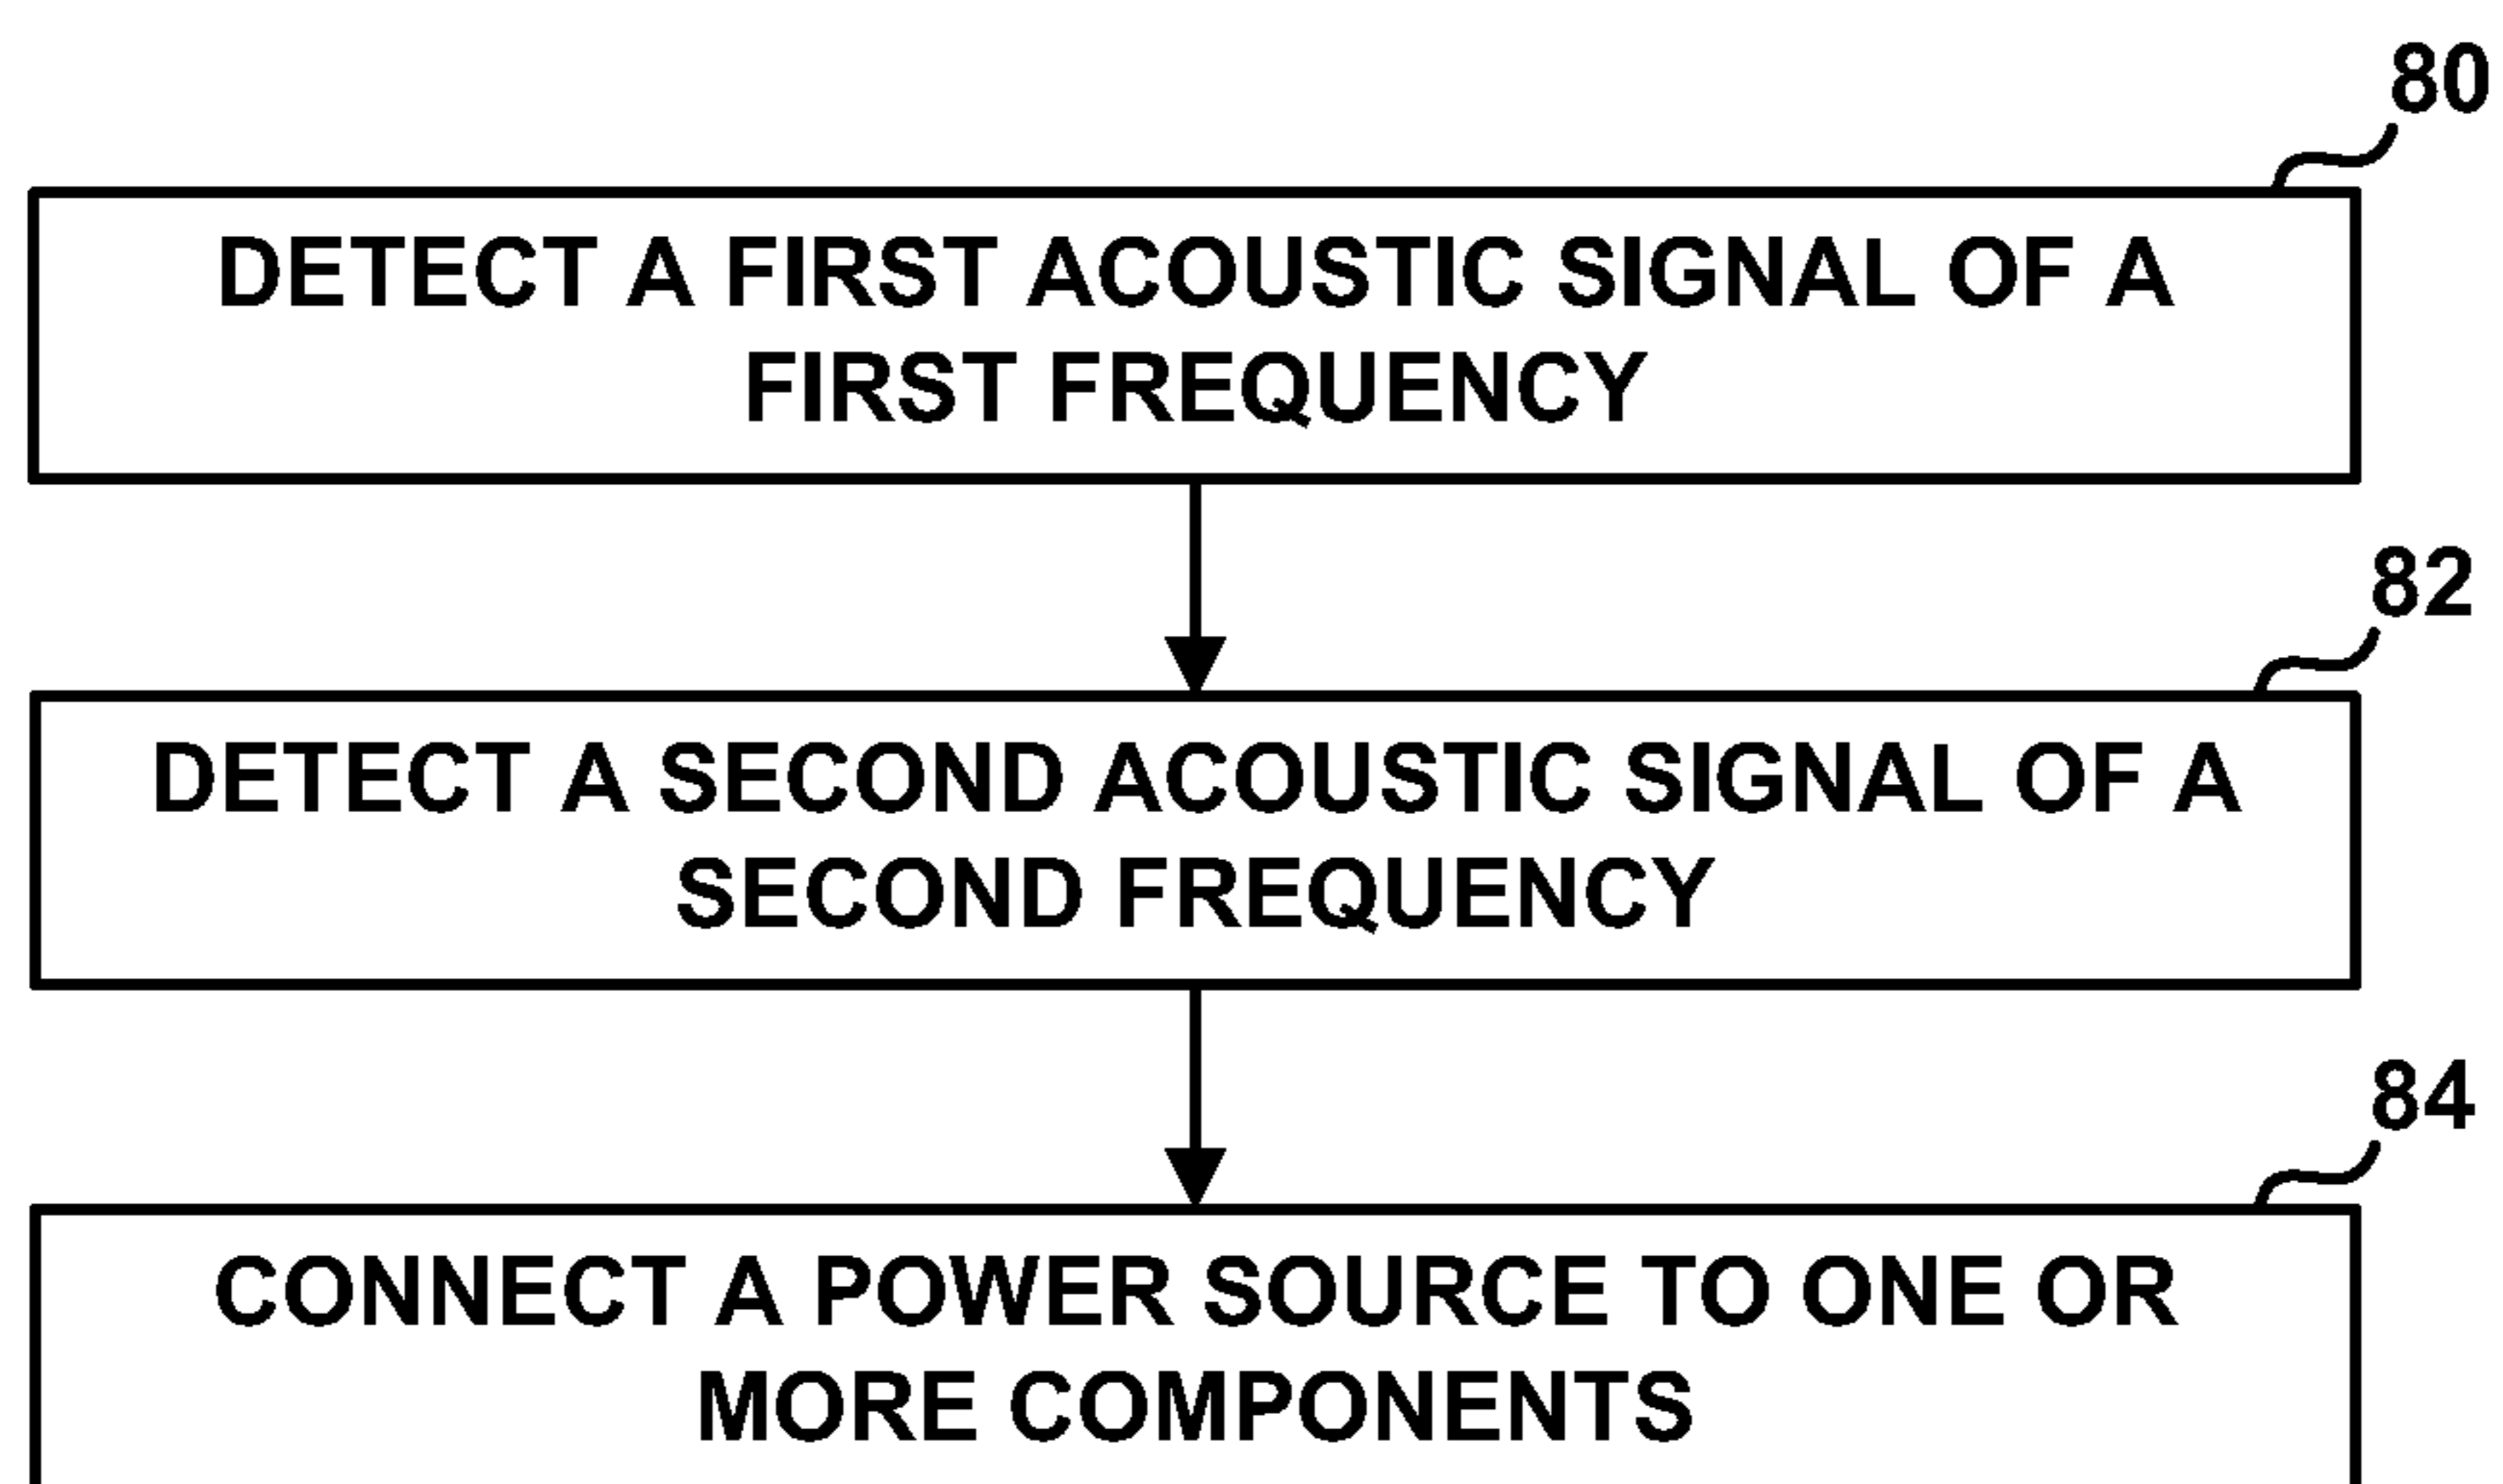 80
DETECT A FIRST ACOUSTIC SIGNAL OF A
FIRST FREQUENCY
82
DETECT A SECOND ACOUSTIC SIGNAL OF A
SECOND FREQUENCY
84
CONNECT A POWER SOURCE TO ONE OR
MORE COMPONENTS